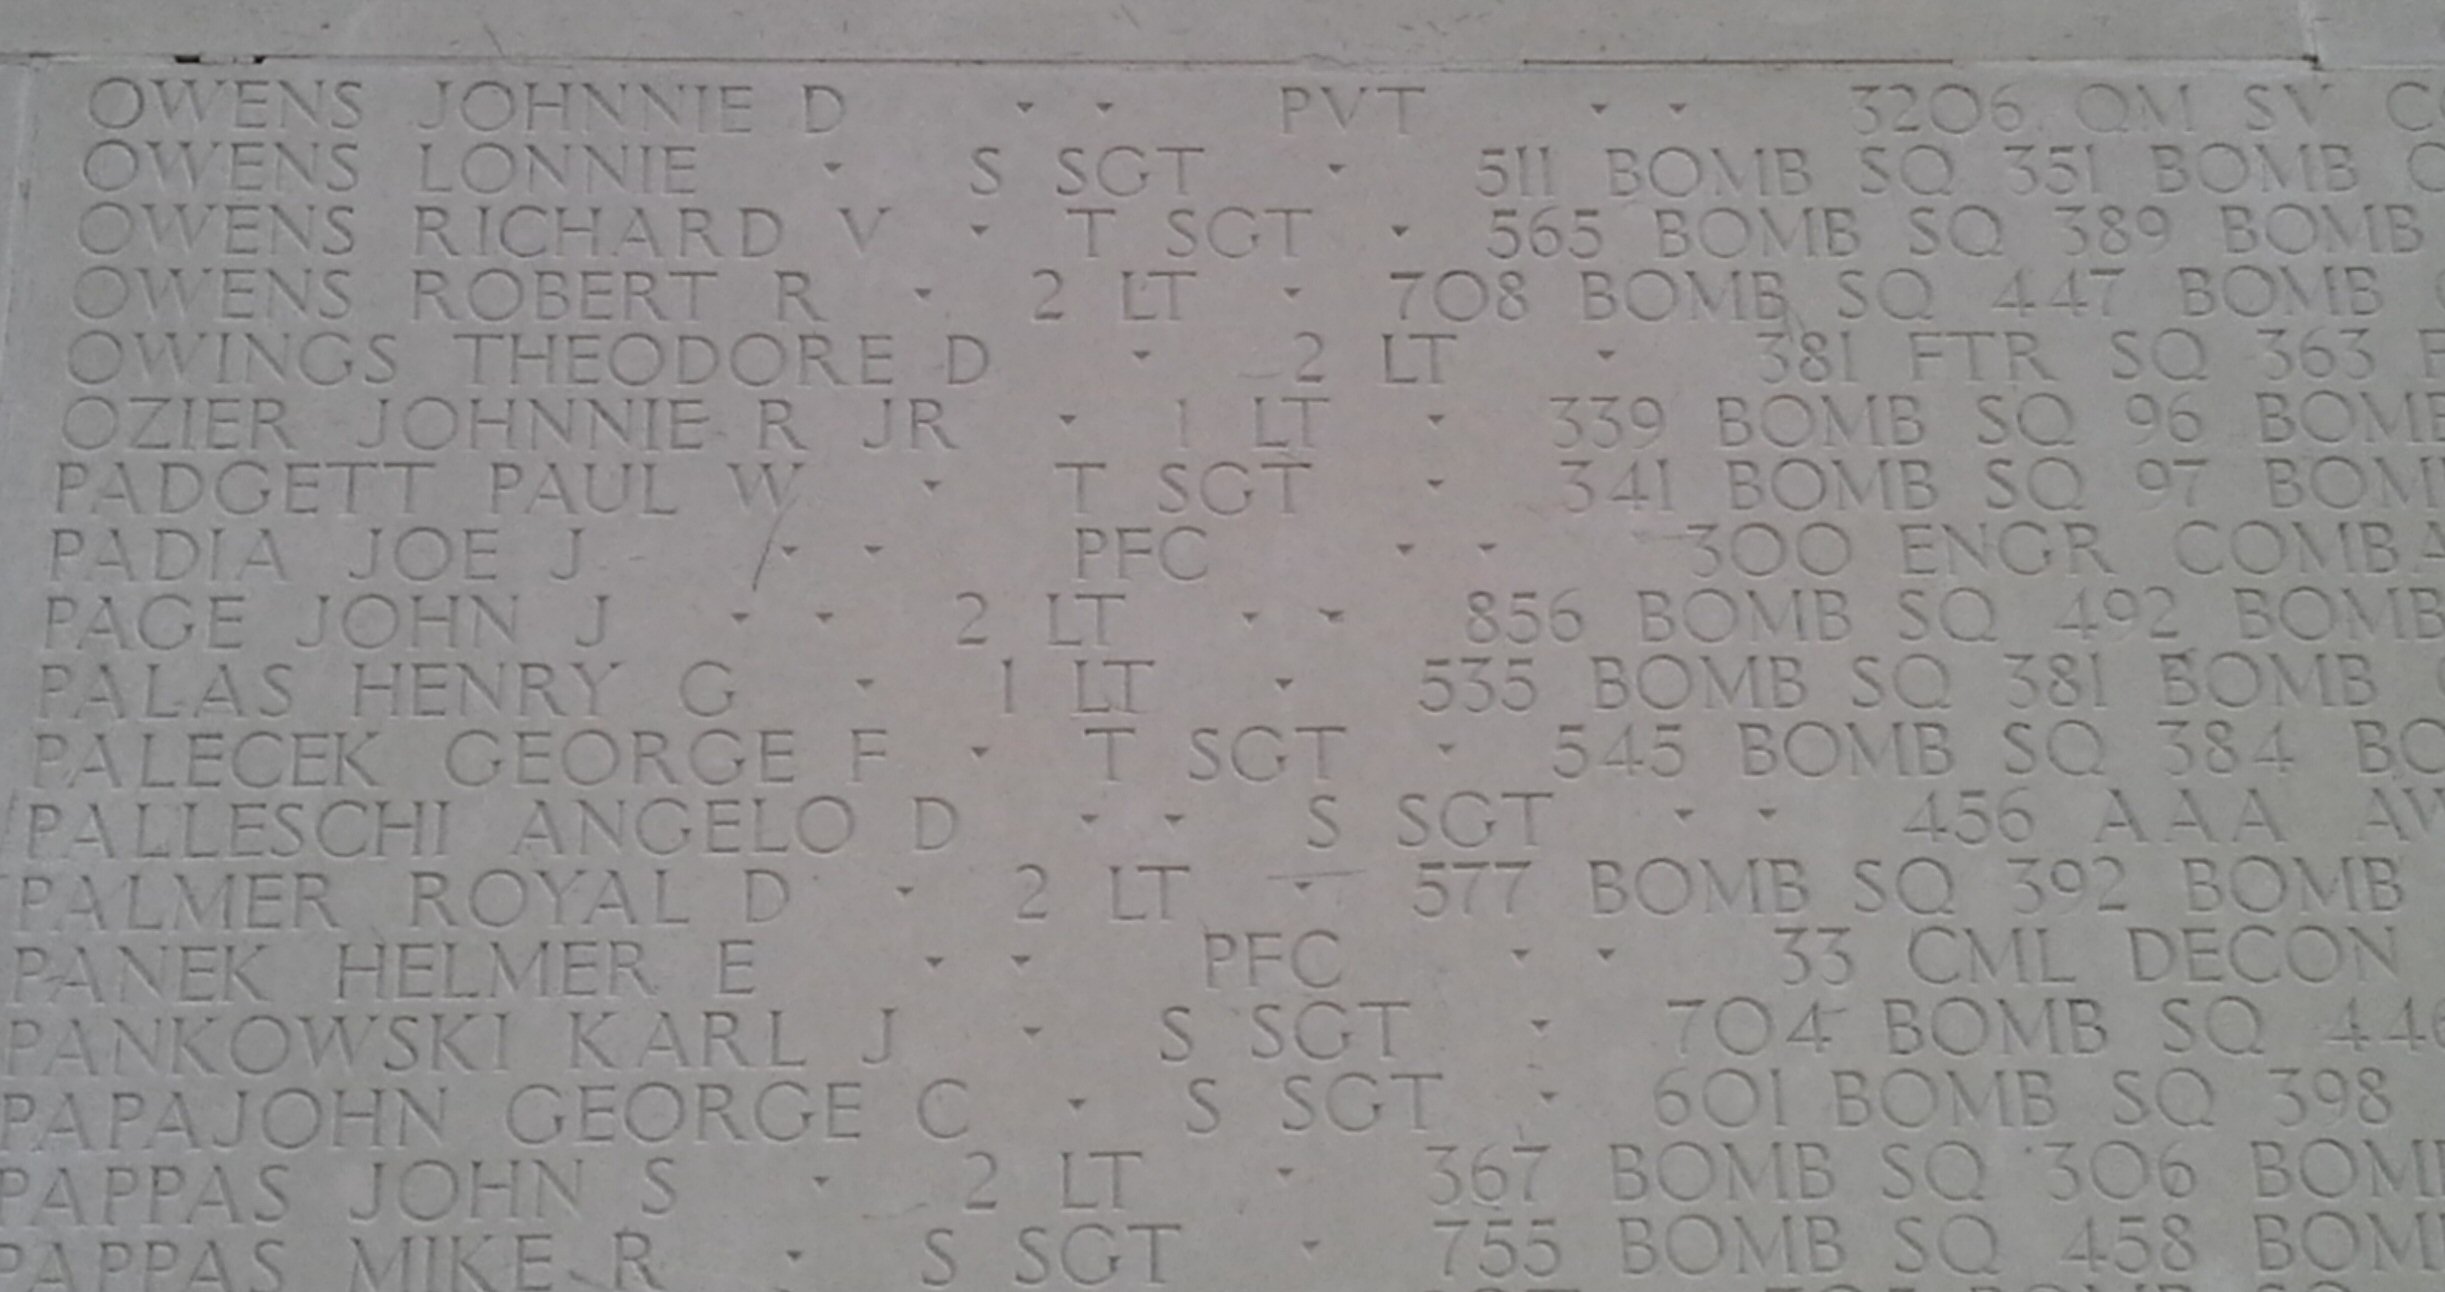 OWENS JOHNNIE D PVT 3206 QM SV
OWENS LONNIE S SGT 511 BOMB SQ 351 BOMB
OWENS RICHARD V T SGT 565 BOMB SQ 389 BOMB
OWENS ROBERT R 2 LT 708 BOMB SQ 447 BOMB
OWINGS THEODORE D 2 LT 381 FTR SQ 363
OZIER JOHNNIE R JR 1 LT 339 BOMB SQ 96 BOMB
PADGETT PAUL W T SGT 341 BOMB SQ 97 BOM
PADIA JOE J PFC 300 ENGR COMBA
PAGE JOHN J 2 LT 856 BOMB SQ 492 BOMB
PALAS HENRY G 1 LT 535 BOMB SQ 381 BOMB
PALECEK GEORGE F T SGT 545 BOMB SQ 384 BO
PALLESCHI ANGELO D S SGT 456 AAA AW
PALMER ROYAL D 2 LT 577 BOMB SQ 392 BOMB
PANEK HELMER E PFC 33 CML DECON
PANKOWSKI KARL J S SGT 704 BOMB SQ 446
PAPAJOHN GEORGE C S SGT 601 BOMB SQ 398
PAPPAS JOHN S 2 LT 367 BOMB SQ 306 BOM
PAPPAS MIKE R S SGT 755 BOMB SQ 458 BOM